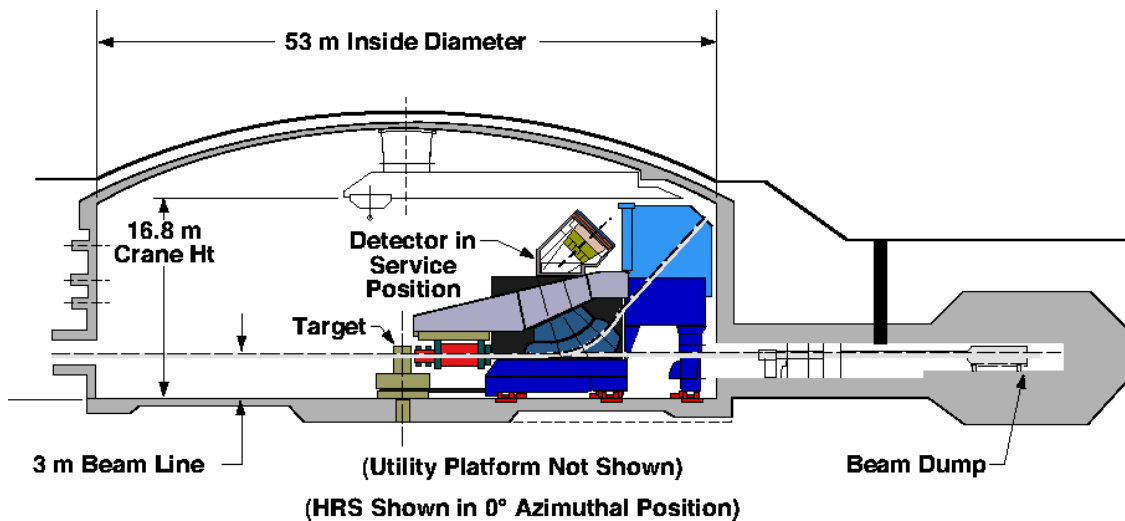 53 m Inside Diameter
16.8 m
Crane Ht
Detector in
Service
Position
Target
3 m Beam Line
(Utility Platform Not Shown)
Beam Dump
(HRS Shown in 0° Azimuthal Position)